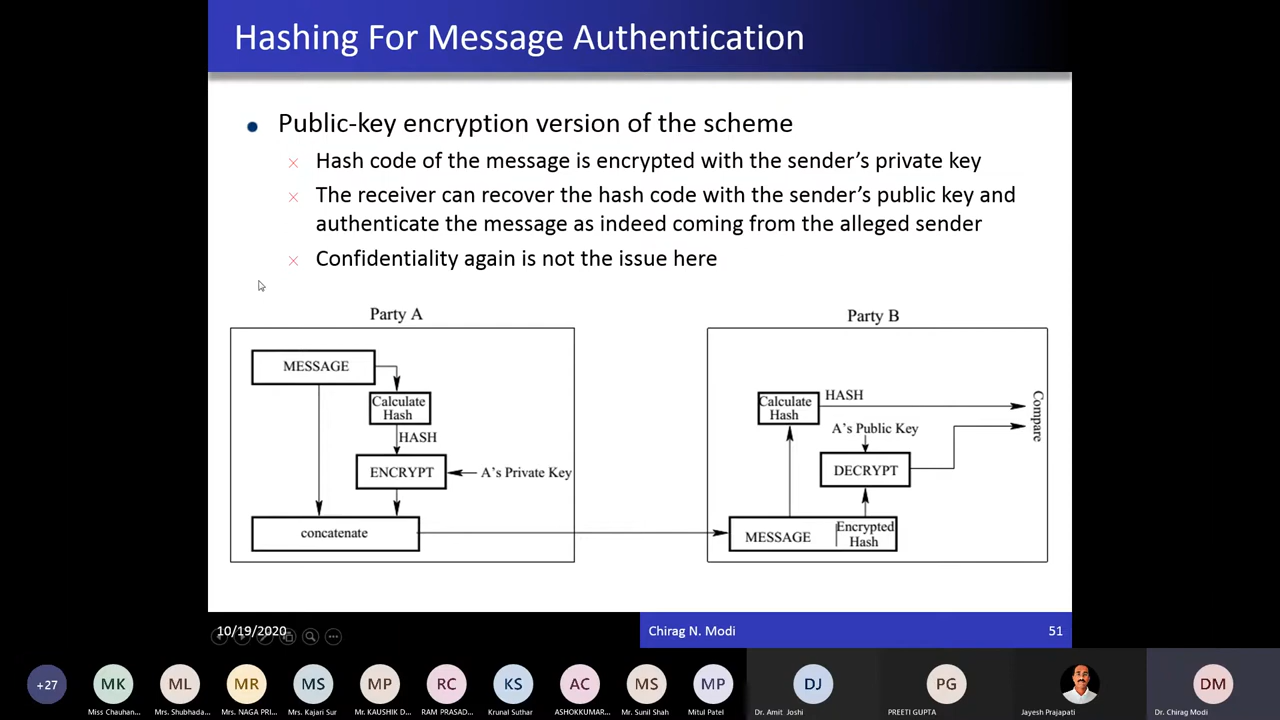 Hashing For Message Authentication
Public-key encryption version of the scheme
Hash code of the message is encrypted with the sender’s private key
The receiver can recover the hash code with the sender’s public key and
authenticate the message as indeed coming from the alleged sender
Confidentiality again is not the issue here
Party A
MESSAGE
Calculate
Hash
HASH
ENCRYPT
A's Private Key
concatenate
Party B
Calculate
Hash
HASH
A's Public Key
DECRYPT
Compare
MESSAGE
Encrypted
Hash
10/19/2020
Chirag N. Modi
51
+27
MK
ML
MR
MS
MP
RC
KS
AC
MS
MP
DJ
PG
DM
Miss Chauhan...
Mrs. Shubhada...
Mrs. NAGA PRI...
Mrs. Kajari Sur
Mr. KAUSHIK D...
RAM PRASAD...
Krunal Suthar
ASHOKKUMAR...
Mr. Sunil Shah
Mitul Patel
Dr. Amit Joshi
PREETI GUPTA
Jayesh Prajapati
Dr. Chirag Modi